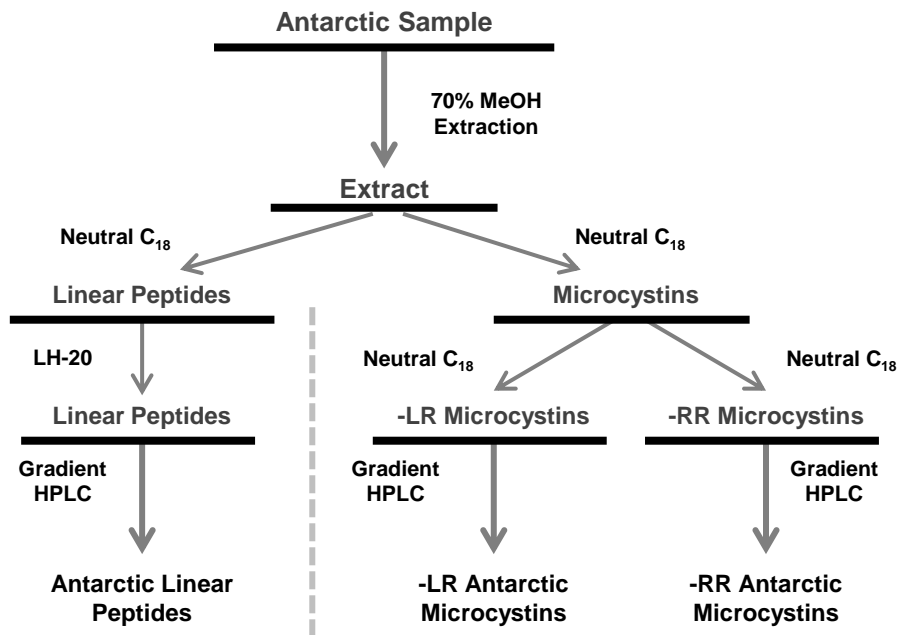 Antarctic Sample
70% MeOH
Extraction
Extract
Neutral C₁₈
Neutral C₁₈
Linear Peptides
Microcystins
LH-20
Neutral C₁₈
Neutral C₁₈
Linear Peptides
-LR Microcystins
-RR Microcystins
Gradient
HPLC
Gradient
HPLC
Gradient
HPLC
Antarctic Linear
Peptides
-LR Antarctic
Microcystins
-RR Antarctic
Microcystins